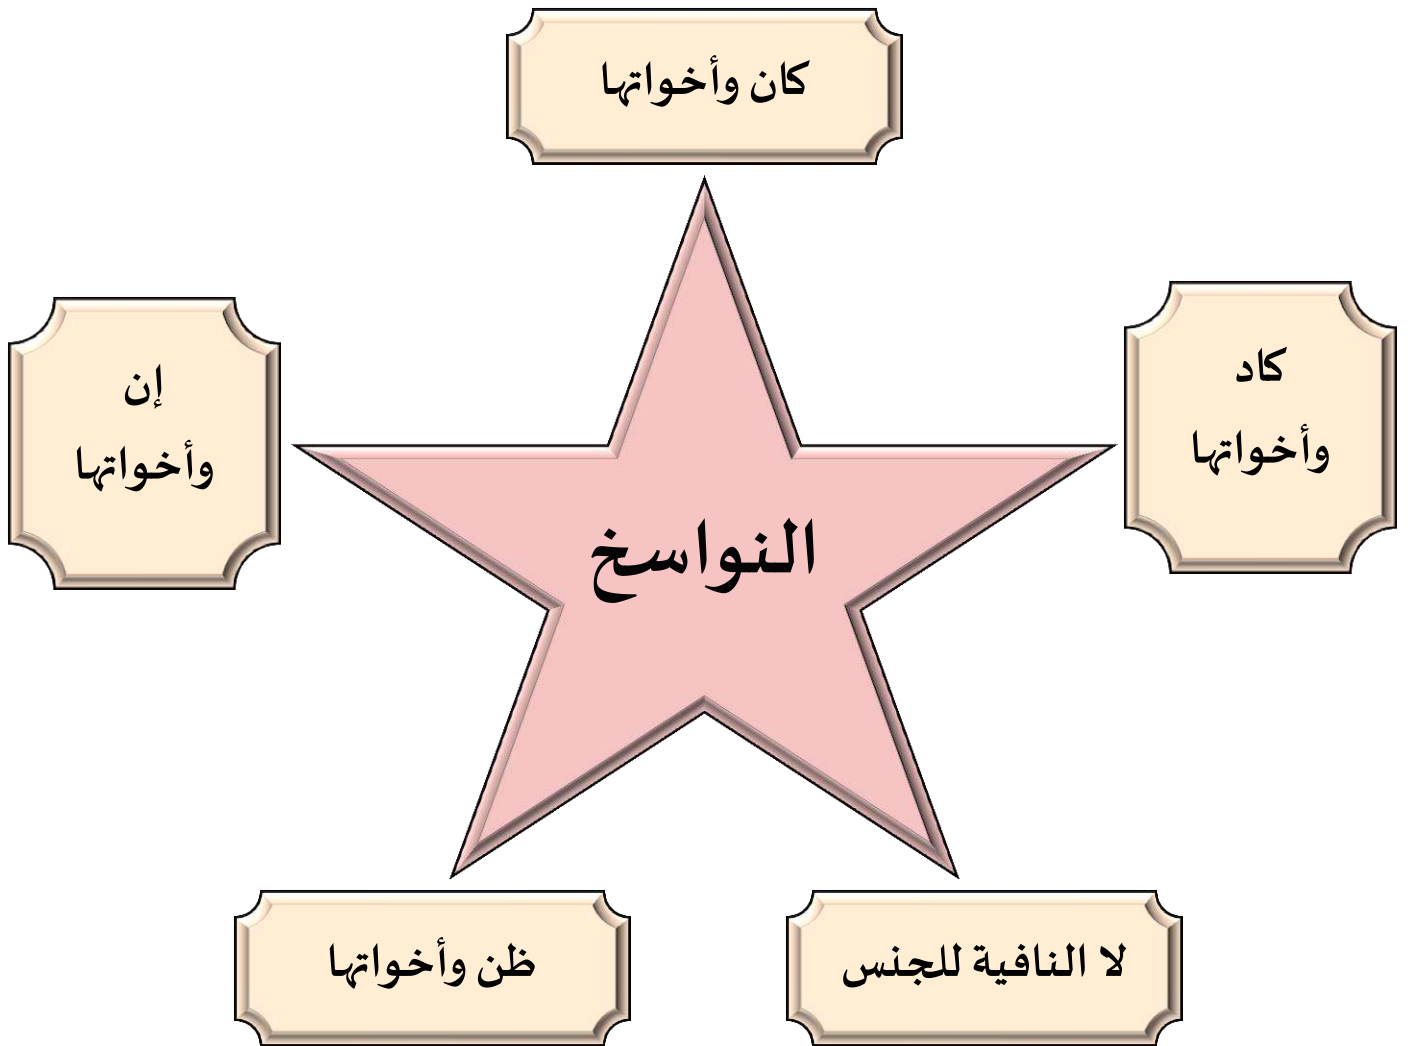 كان وأخواتها
كاد
وأخواتها
إن
وأخواتها
النواسخ
لا النافية للجنس
ظن وأخواتها